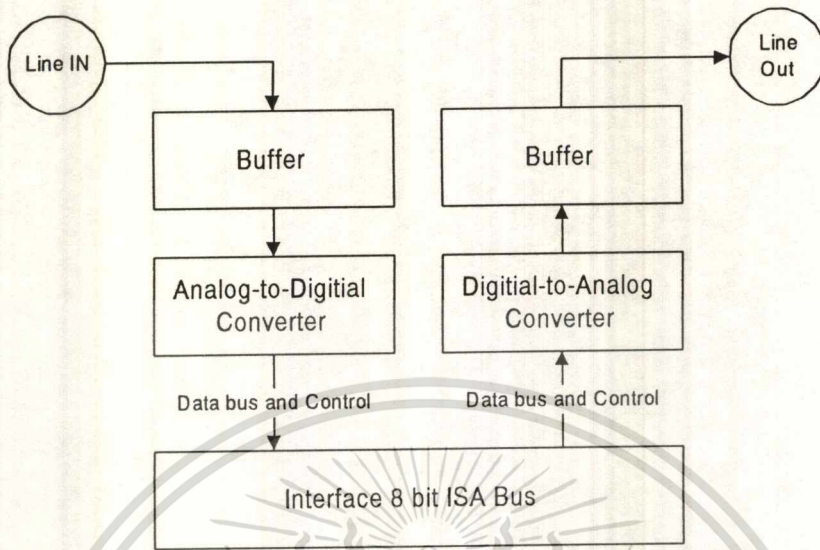 Line IN
Line
Out
Buffer
Buffer
Analog-to-Digitial
Converter
Digitial-to-Analog
Converter
Data bus and Control
Data bus and Control
Interface 8 bit ISA Bus